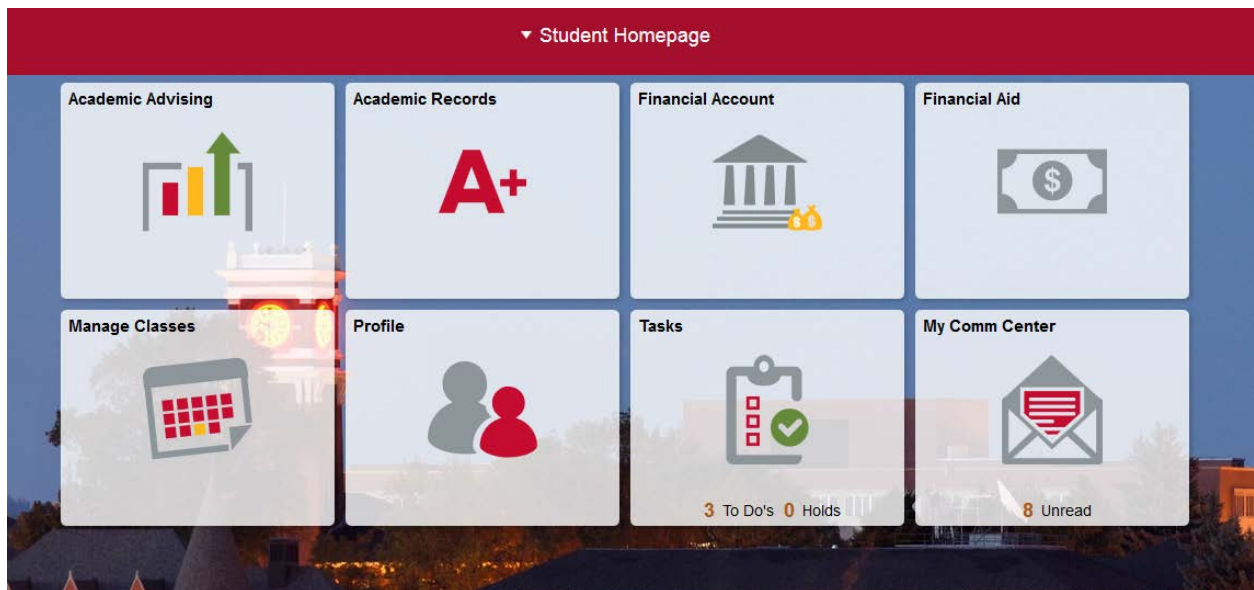 Student Homepage
Academic Advising
Academic Records
A+
Financial Account
$ $
Financial Aid
$
Manage Classes
Profile
Tasks
3 To Do's 0 Holds
My Comm Center
8 Unread